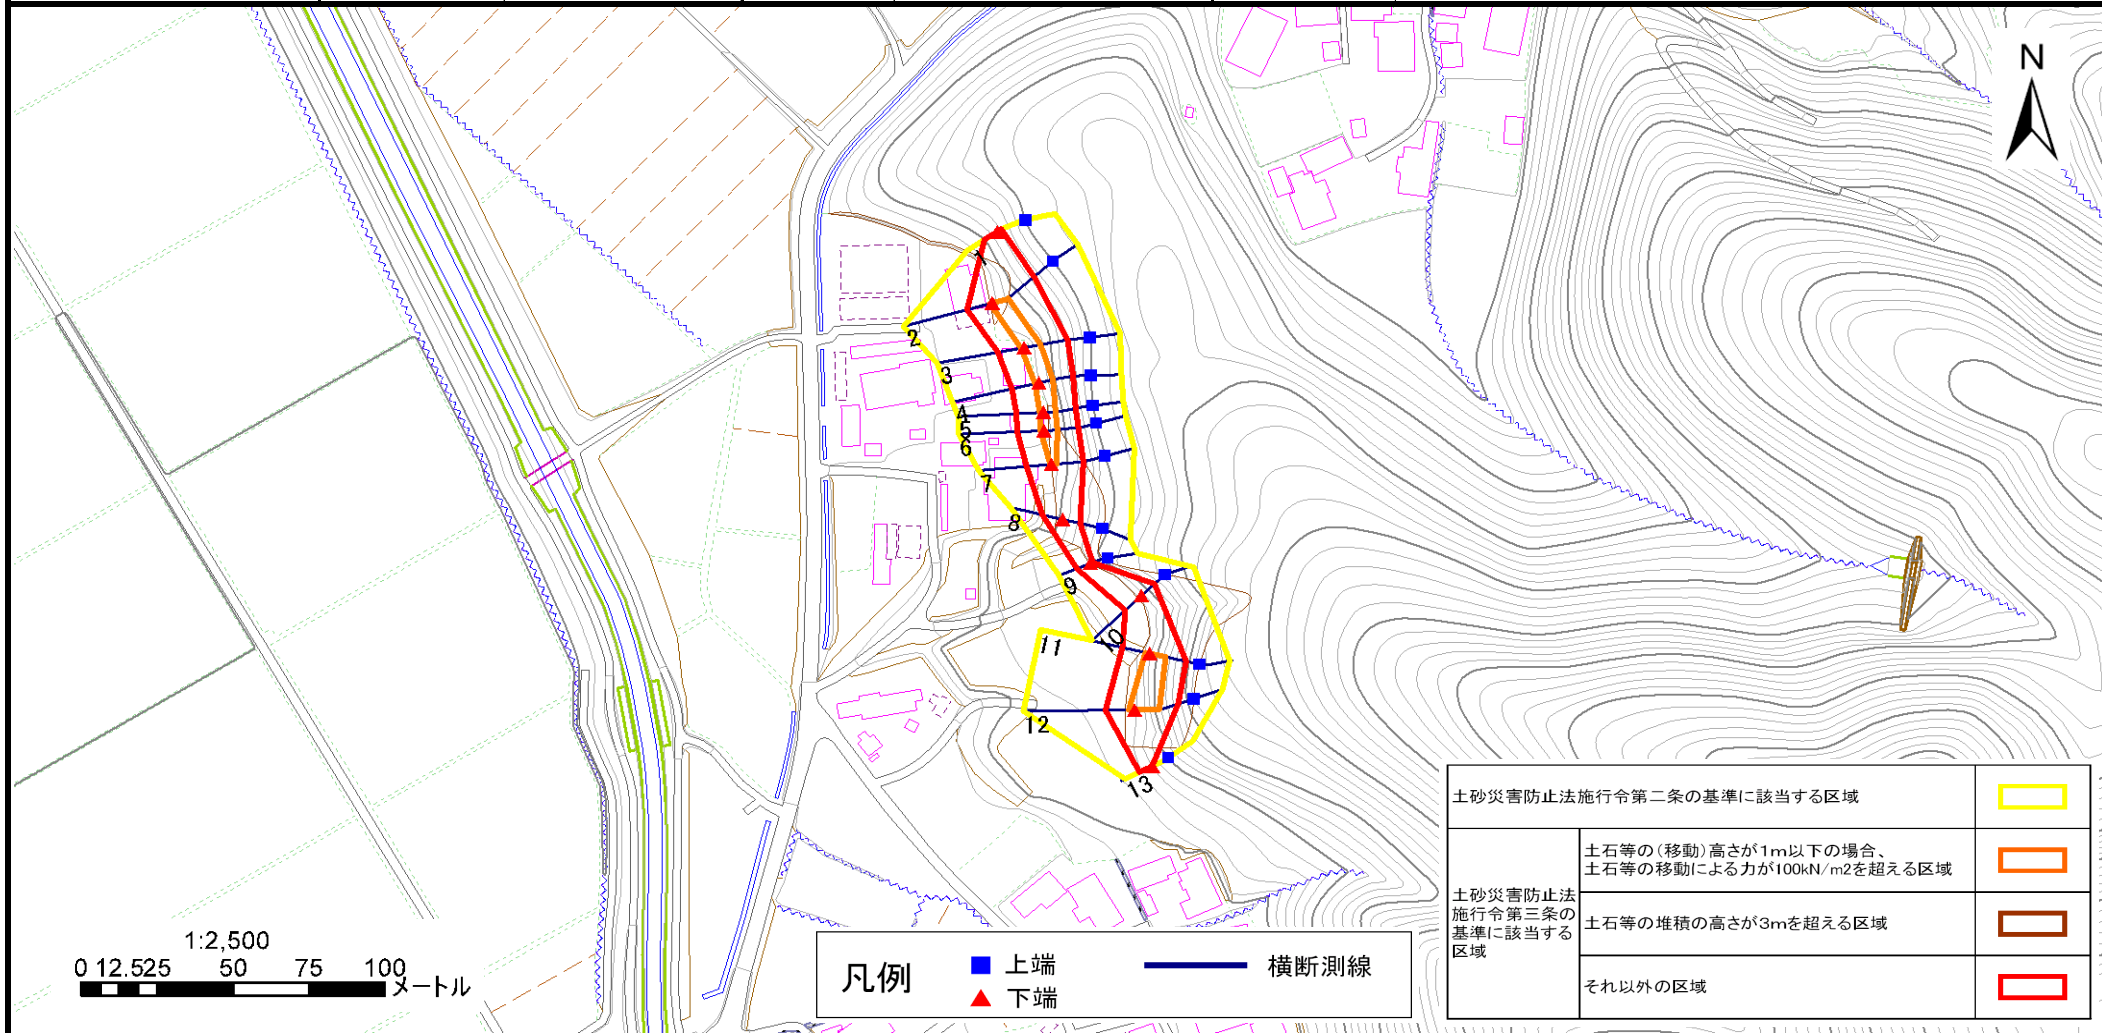 N
1
2
3
4
5
6
7
8
9
10
11
12
13
1:2,500
0 12.525 50 75 100
メートル
凡例
上端
下端
横断測線
土砂災害防止法施行令第二条の基準に該当する区域
土砂災害防止法
施行令第三条の
基準に該当する
区域
土石等の(移動)高さが1m以下の場合、
土石等の移動による力が100kN/m2を超える区域
土石等の堆積の高さが3mを超える区域
それ以外の区域